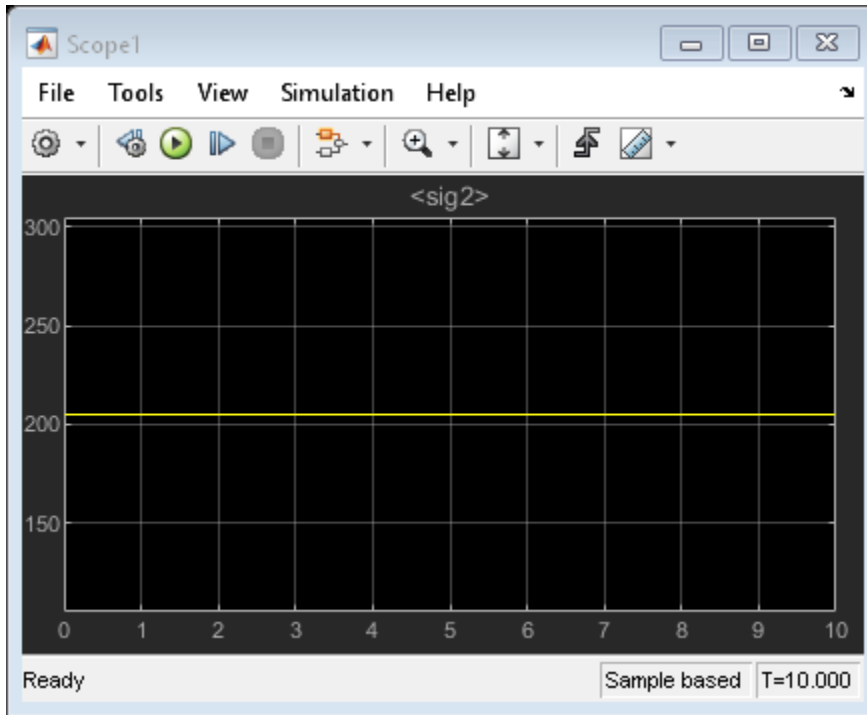 Scope1
File Tools View Simulation Help
<sig2>
300
250
200
150
0 1 2 3 4 5 6 7 8 9 10
Ready Sample based T=10.000